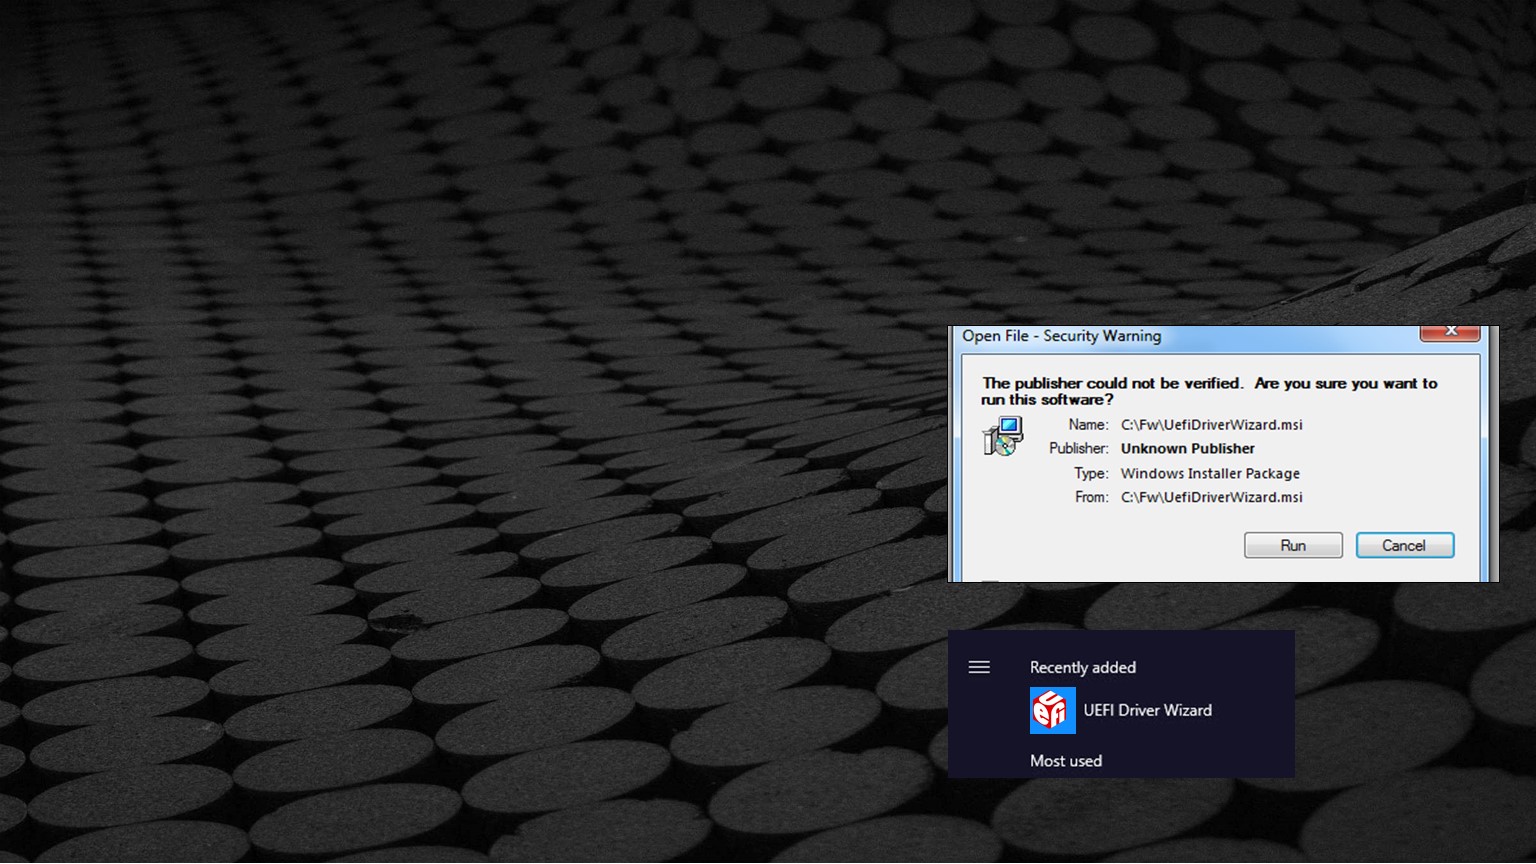 Open File - Security Warning
The publisher could not be verified. Are you sure you want to
run this software?
Name: C:\Fw\UefiDriverWizard.msi
Publisher: Unknown Publisher
Type: Windows Installer Package
From: C:\Fw\UefiDriverWizard.msi
Run Cancel
Recently added
UEFI UEFI Driver Wizard
Most used